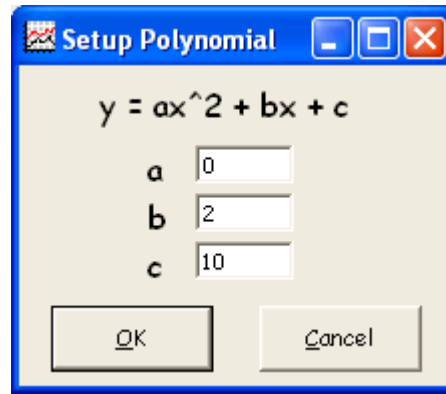 Setup Polynomial
y = ax^2 + bx + c
a 0
b 2
c 10
OK Cancel